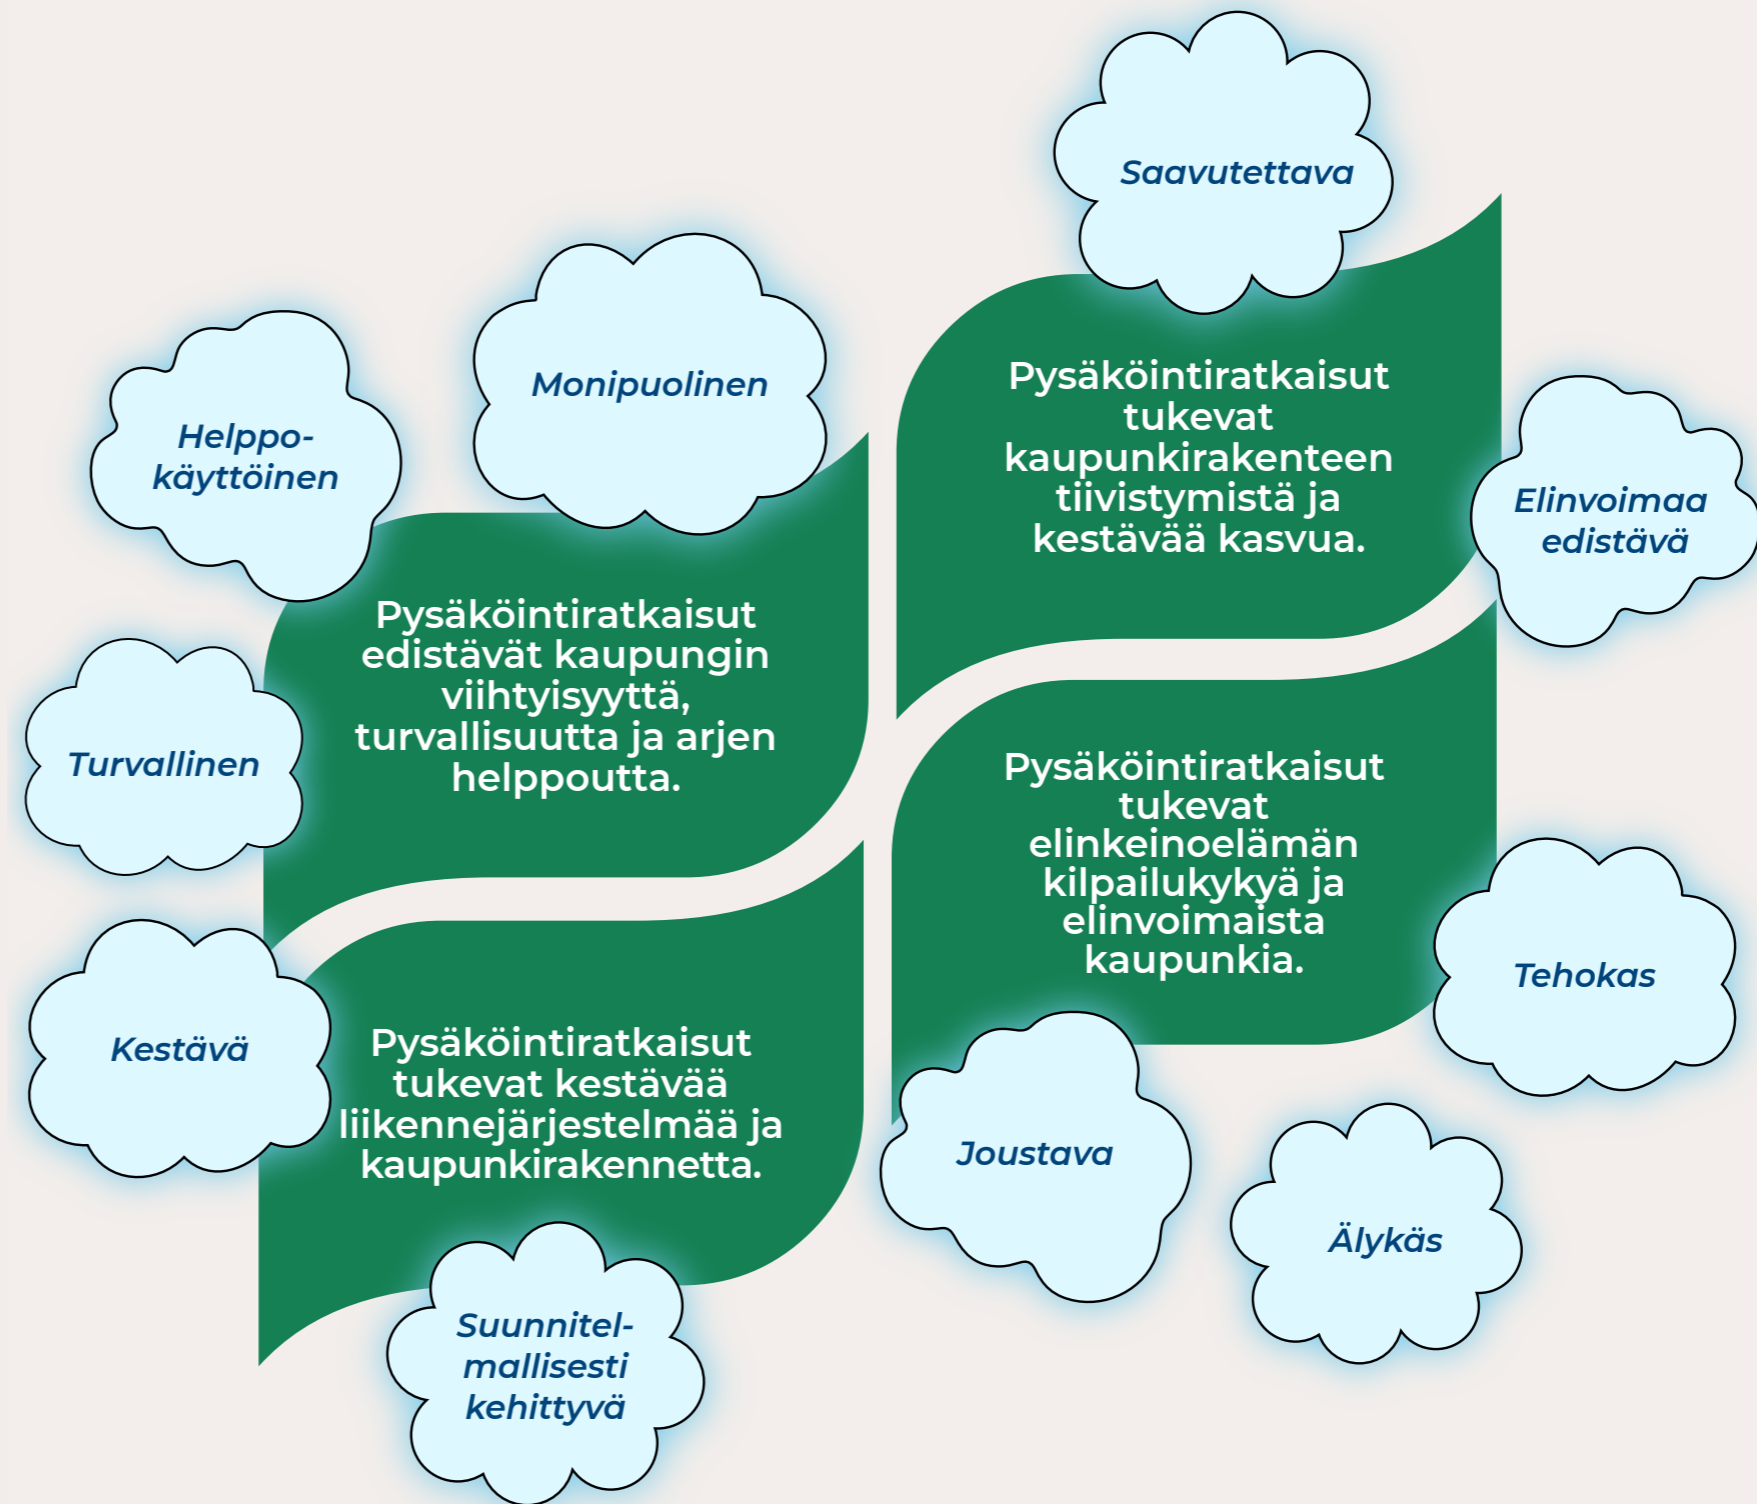 Saavutettava
Monipuolinen
Helppo-
käyttöinen
Pysäköintiratkaisut
tukevat
kaupunkirakenteen
tiivistymistä ja
kestävää kasvua.
Elinvoimaa
edistävä
Pysäköintiratkaisut
edistävät kaupungin
viihtyisyyttä,
turvallisuutta ja arjen
helppoutta.
Turvallinen
Pysäköintiratkaisut
tukevat
elinkeinoelämän
kilpailukykyä ja
elinvoimaista
kaupunkia.
Tehokas
Kestävä
Pysäköintiratkaisut
tukevat kestävää
liikennejärjestelmää ja
kaupunkirakennetta.
Joustava
Älykäs
Suunnitel-
mallisesti
kehittyvä